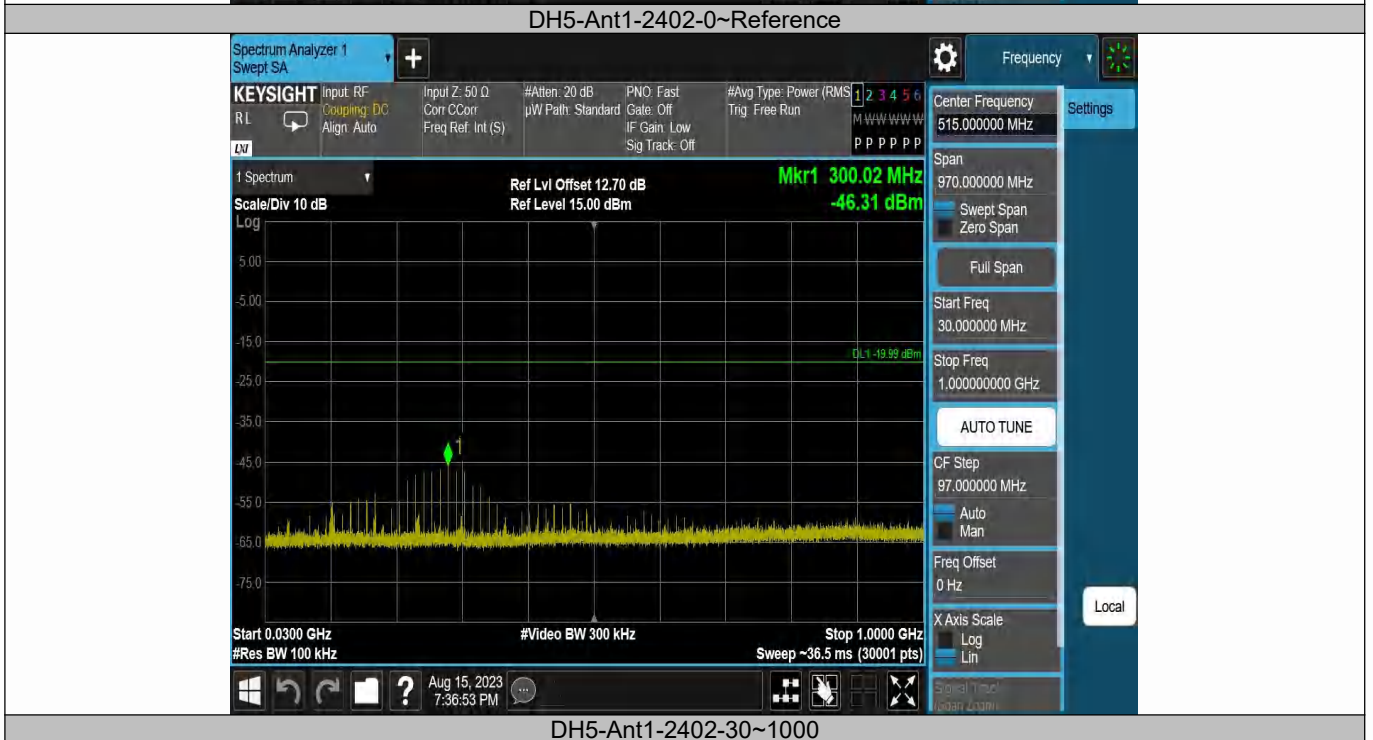 DH5-Ant1-2402-0~Reference
Spectrum Analyzer 1
Swept SA
+
Frequency
KEYSIGHT
RL
LXI
Input: RF
Coupling: DC
Align: Auto
Input Z: 50 Ω
Corr CCorr
Freq Ref: Int (S)
#Atten: 20 dB
µW Path: Standard
PNO: Fast
Gate: Off
IF Gain: Low
Sig Track: Off
#Avg Type: Power (RMS
Trig: Free Run
1 2 3 4 5 6
M W W W W W
P P P P P P
Center Frequency
515.000000 MHz
Settings
1 Spectrum
Scale/Div 10 dB
Ref Lvl Offset 12.70 dB
Ref Level 15.00 dBm
Mkr1 300.02 MHz
-46.31 dBm
Span
970.000000 MHz
Swept Span
Zero Span
Full Span
Start Freq
30.000000 MHz
Stop Freq
1.000000000 GHz
AUTO TUNE
CF Step
97.000000 MHz
Auto
Man
Freq Offset
0 Hz
X Axis Scale
Log
Lin
Signal Track
(Span Zoom)
Local
Log
5.00
-5.00
-15.0
DL1 -19.99 dBm
-25.0
-35.0
1
-45.0
-55.0
-65.0
-75.0
Start 0.0300 GHz
#Res BW 100 kHz
#Video BW 300 kHz
Stop 1.0000 GHz
Sweep ~36.5 ms (30001 pts)
?
Aug 15, 2023
7:36:53 PM
DH5-Ant1-2402-30~1000